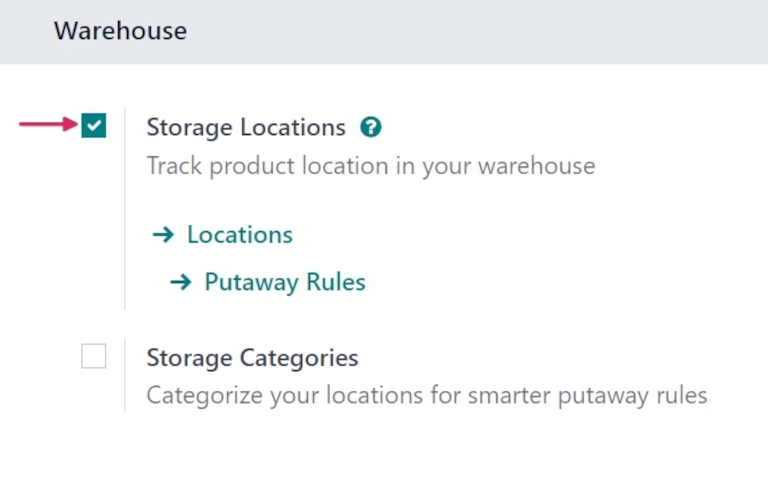 Warehouse
Storage Locations ?
Track product location in your warehouse
→ Locations
→ Putaway Rules
Storage Categories
Categorize your locations for smarter putaway rules